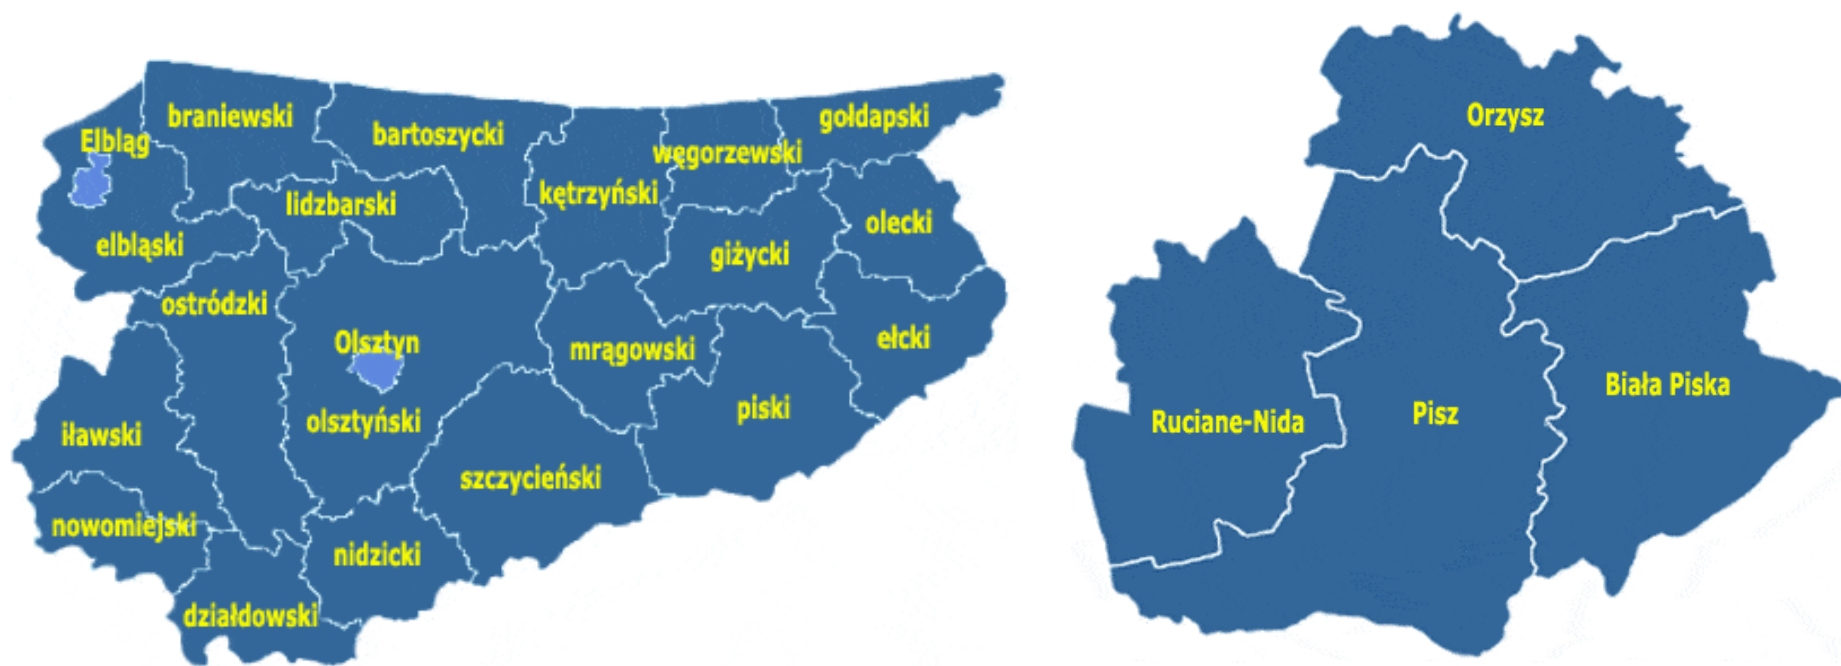 braniewski
Elbląg
bartoszycki
gołdapski
węgorzewski
kętrzyński
lidzbarski
olecki
elbląski
giżycki
ostródzki
Olsztyn
mrągowski
ełcki
piski
olsztyński
iławski
szczycieński
nowomiejski
nidzicki
działdowski
Orzysz
Biała Piska
Ruciane-Nida
Pisz